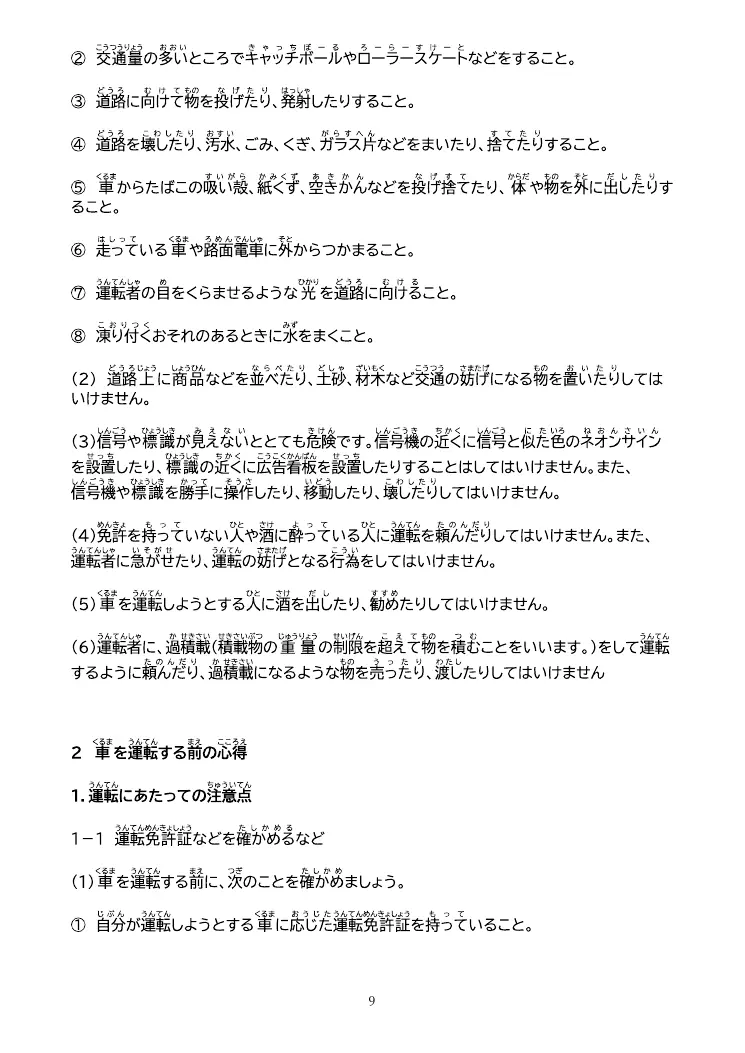 ② 交通量の多いところでキャッチボールやローラースケートなどをすること。
③ 道路に向けて物を投げたり、発射したりすること。
④ 道路を壊したり、汚水、ごみ、くぎ、ガラス片などをまいたり、捨てたりすること。
⑤ 車からたばこの吸い殻、紙くず、空きかんなどを投げ捨てたり、体や物を外に出したりす
ること。
⑥ 走っている車や路面電車に外からつかまること。
⑦ 運転者の目をくらませるような光を道路に向けること。
⑧ 凍り付くおそれのあるときに水をまくこと。
(2) 道路上に商品などを並べたり、土砂、材木など交通の妨げになる物を置いたりしては
いけません。
(3)信号や標識が見えないととても危険です。信号機の近くに信号と似た色のネオンサイン
を設置したり、標識の近くに広告看板を設置したりすることはしてはいけません。また、
信号機や標識を勝手に操作したり、移動したり、壊したりしてはいけません。
(4)免許を持っていない人や酒に酔っている人に運転を頼んだりしてはいけません。また、
運転者に急がせたり、運転の妨げとなる行為をしてはいけません。
(5)車を運転しようとする人に酒を出したり、勧めたりしてはいけません。
(6)運転者に、過積載(積載物の重量の制限を超えて物を積むことをいいます。)をして運転
するように頼んだり、過積載になるような物を売ったり、渡したりしてはいけません
2 車を運転する前の心得
1.運転にあたっての注意点
1-1 運転免許証などを確かめるなど
(1)車を運転する前に、次のことを確かめましょう。
① 自分が運転しようとする車に応じた運転免許証を持っていること。
9